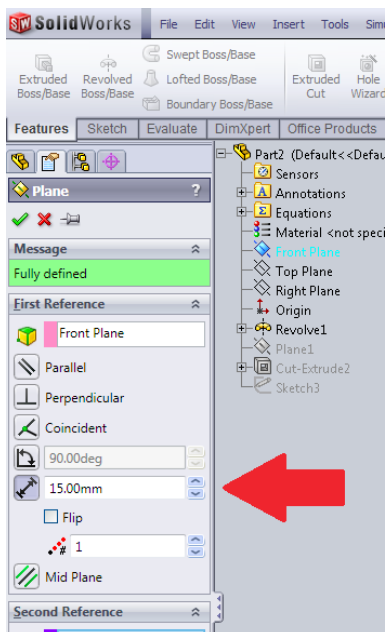 SolidWorks File Edit View Insert Tools
Swept Boss/Base
Extruded Boss/Base Revolved Boss/Base Lofted Boss/Base Extruded Cut Hole Wizard
Boundary Boss/Base
Features Sketch Evaluate DimXpert Office Products
Part2 (Default<<Defau
Sensors
Plane ? Annotations
Equations
Material <not speci
Message Front Plane
Fully defined Top Plane
Right Plane
First Reference Origin
Front Plane Revolve1
Plane1
Parallel Cut-Extrude2
Sketch3
Perpendicular
Coincident
90.00deg
15.00mm
Flip
# 1
Mid Plane
Second Reference